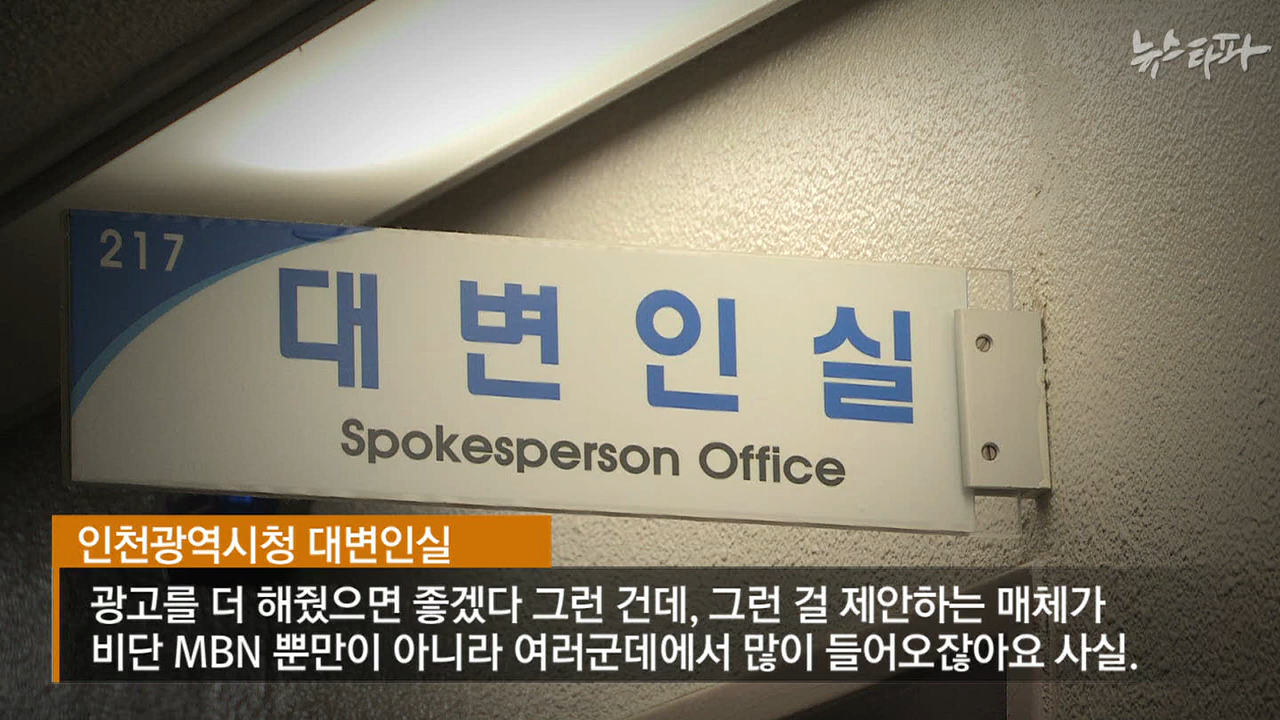 뉴스타파
217
대변인실
Spokesperson Office
인천광역시청 대변인실
광고를 더 해줬으면 좋겠다 그런 건데, 그런 걸 제안하는 매체가
비단 MBN 뿐만이 아니라 여러군데에서 많이 들어오잖아요 사실.